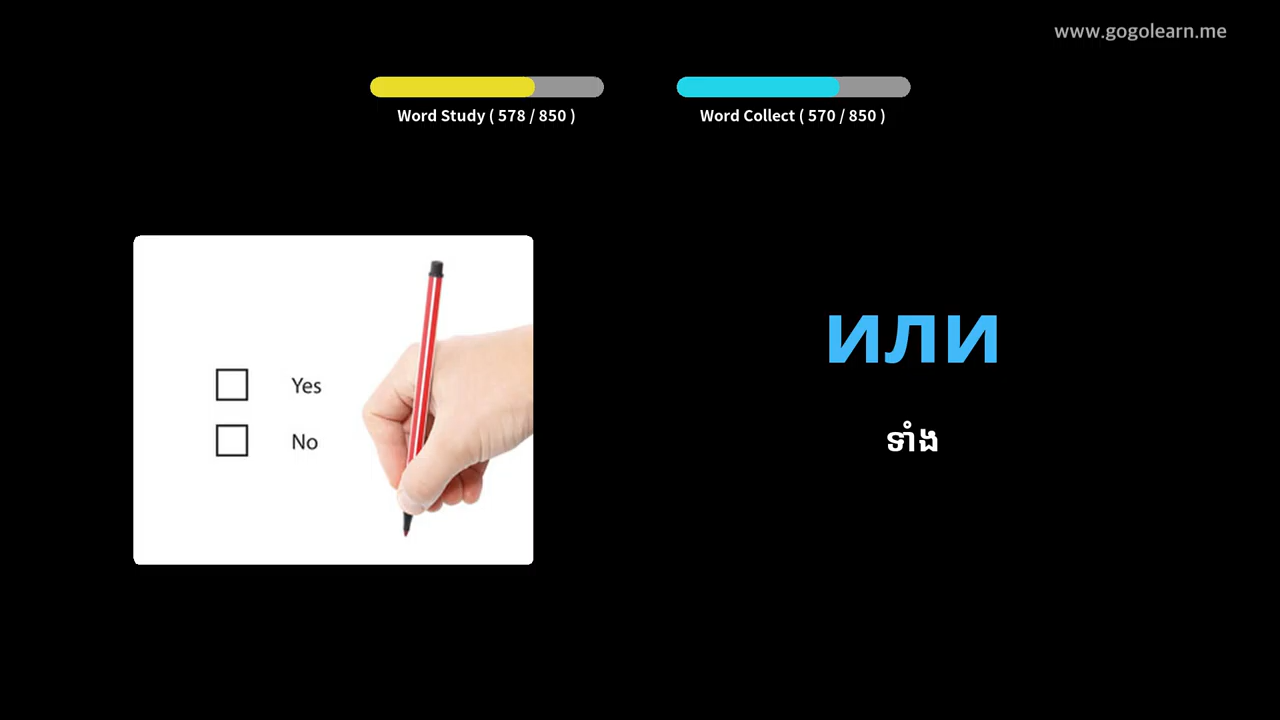 www.gogolearn.me
Word Study ( 578 / 850 )
Word Collect ( 570 / 850 )
Yes
No
или
ទាំង